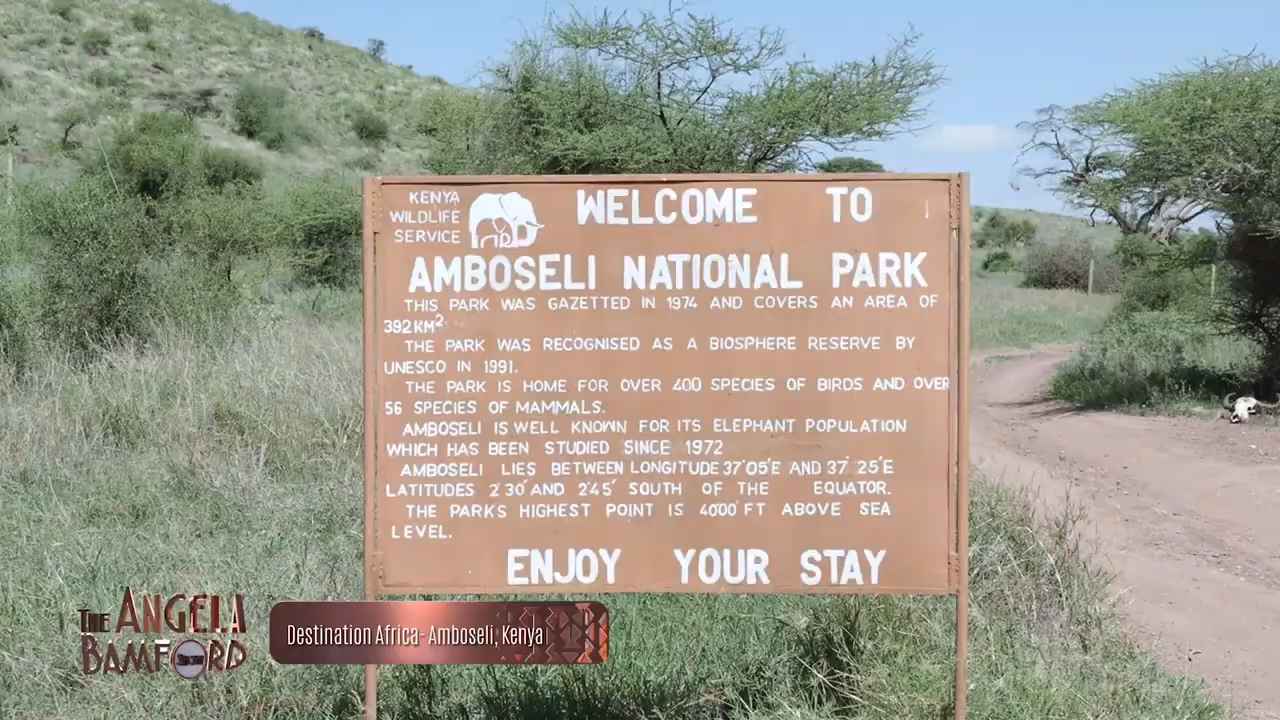 KENYA
WILDLIFE
SERVICE
WELCOME TO
AMBOSELI NATIONAL PARK
THIS PARK WAS GAZETTED IN 1974 AND COVERS AN AREA OF
392KM²
THE PARK WAS RECOGNISED AS A BIOSPHERE RESERVE BY
UNESCO IN 1991.
THE PARK IS HOME FOR OVER 400 SPECIES OF BIRDS AND OVER
56 SPECIES OF MAMMALS.
AMBOSELI IS WELL KNOWN FOR ITS ELEPHANT POPULATION
WHICH HAS BEEN STUDIED SINCE 1972
AMBOSELI LIES BETWEEN LONGITUDE 37°05'E AND 37° 25'E
LATITUDES 2°30' AND 2°45' SOUTH OF THE EQUATOR.
THE PARKS HIGHEST POINT IS 4000 FT ABOVE SEA
LEVEL.
ENJOY YOUR STAY
THE ANGELA
BAMFORD
SHOW
Destination Africa- Amboseli, Kenya